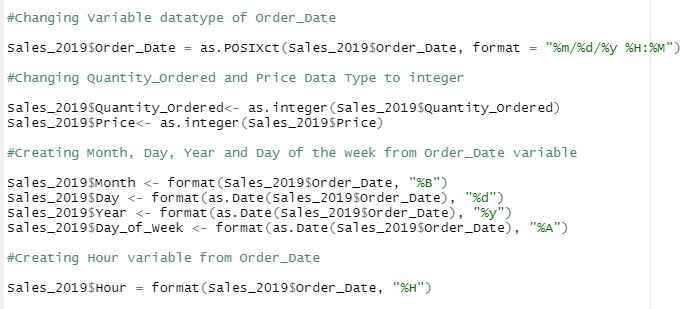 #Changing Variable datatype of Order_Date
Sales_2019$Order_Date = as.POSIXct(Sales_2019$Order_Date, format = "%m/%d/%y %H:%M")
#Changing Quantity_Ordered and Price Data Type to integer
Sales_2019$Quantity_Ordered<- as.integer(Sales_2019$Quantity_Ordered)
Sales_2019$Price<- as.integer(Sales_2019$Price)
#Creating Month, Day, Year and Day of the week from Order_Date variable
Sales_2019$Month <- format(Sales_2019$Order_Date, "%B")
Sales_2019$Day <- format(as.Date(Sales_2019$Order_Date), "%d")
Sales_2019$Year <- format(as.Date(Sales_2019$Order_Date), "%y")
Sales_2019$Day_of_Week <- format(as.Date(Sales_2019$Order_Date), "%A")
#Creating Hour variable from Order_Date
Sales_2019$Hour = format(Sales_2019$Order_Date, "%H")